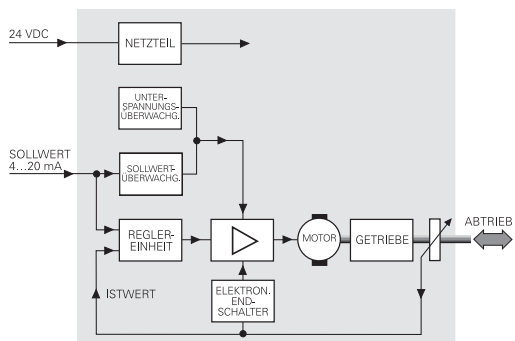 24 VDC
NETZTEIL
UNTER-
SPANNUNGS-
ÜBERWACHG.
SOLLWERT
4...20 mA
SOLLWERT-
ÜBERWACHG.
REGLER-
EINHEIT
MOTOR
GETRIEBE
ABTRIEB
ISTWERT
ELEKTRON.
END-
SCHALTER